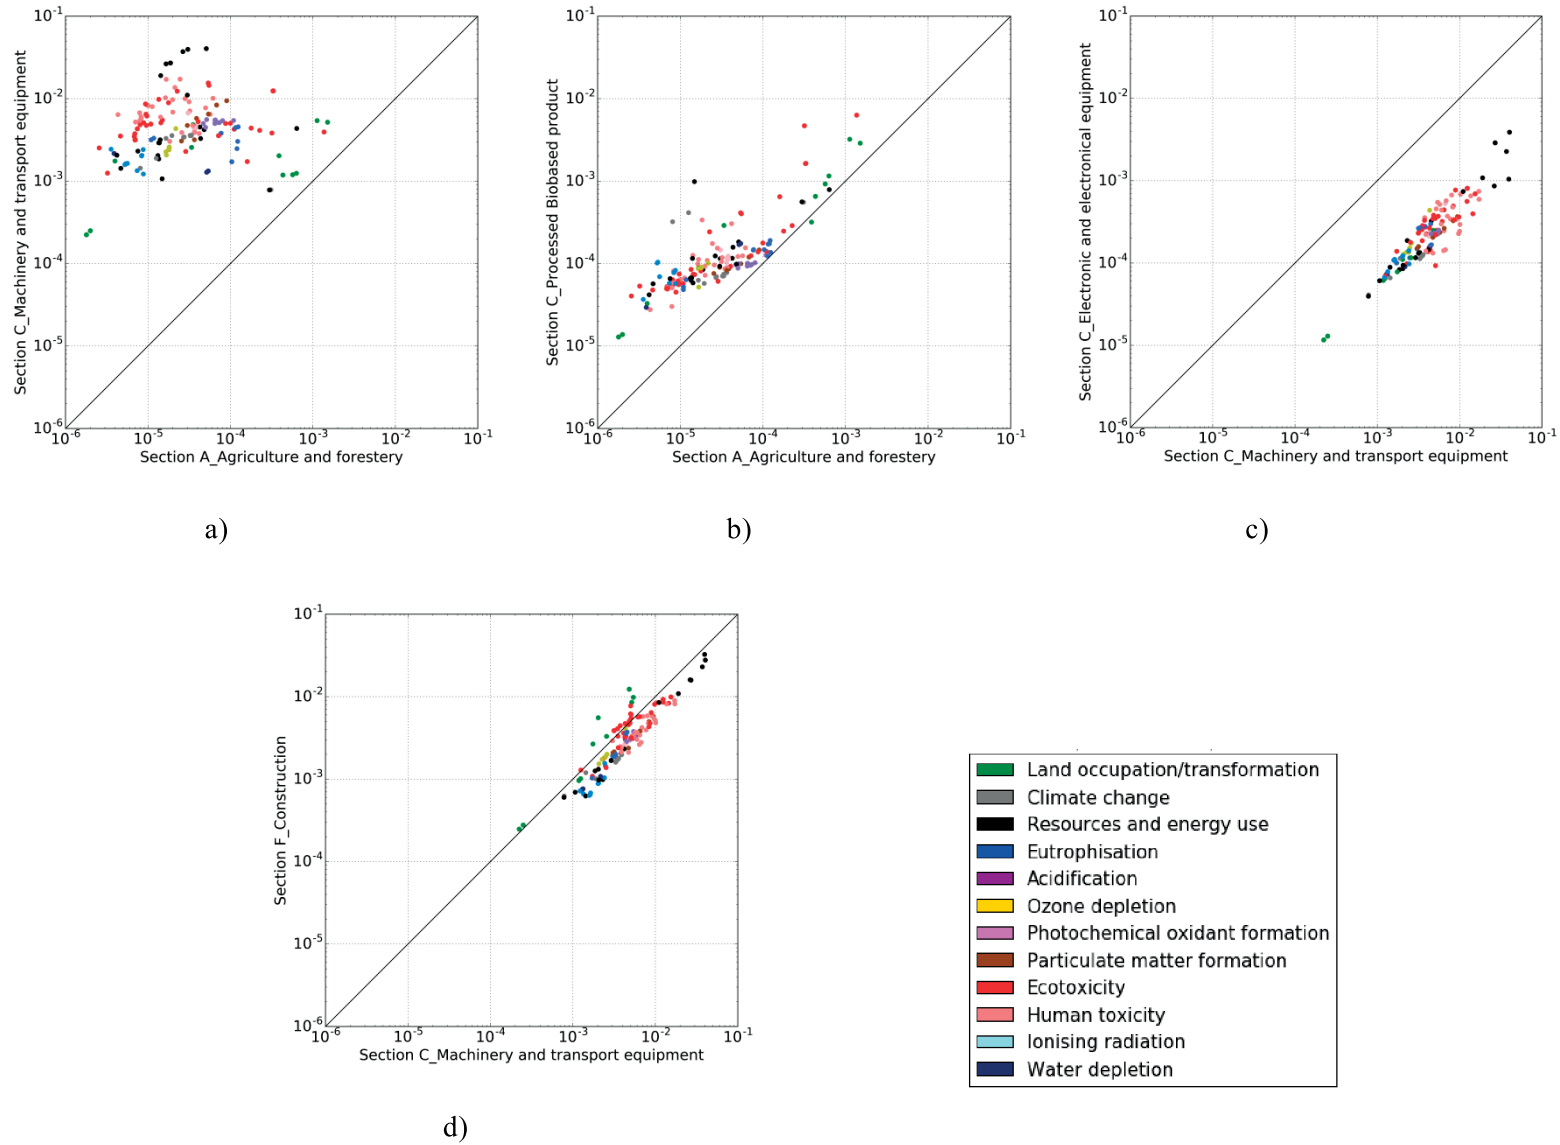 10^-1
10^-2
10^-3
10^-4
10^-5
10^-6
10^-6 10^-5 10^-4 10^-3 10^-2 10^-1
Section C_Machinery and transport equipment
Section A_Agriculture and forestery
a)
10^-1
10^-2
10^-3
10^-4
10^-5
10^-6
10^-6 10^-5 10^-4 10^-3 10^-2 10^-1
Section C_Processed Biobased product
Section A_Agriculture and forestery
b)
10^-1
10^-2
10^-3
10^-4
10^-5
10^-6
10^-6 10^-5 10^-4 10^-3 10^-2 10^-1
Section C_Electronic and electronical equipment
Section C_Machinery and transport equipment
c)
10^-1
10^-2
10^-3
10^-4
10^-5
10^-6
10^-6 10^-5 10^-4 10^-3 10^-2 10^-1
Section F_Construction
Section C_Machinery and transport equipment
d)
Land occupation/transformation
Climate change
Resources and energy use
Eutrophisation
Acidification
Ozone depletion
Photochemical oxidant formation
Particulate matter formation
Ecotoxicity
Human toxicity
Ionising radiation
Water depletion